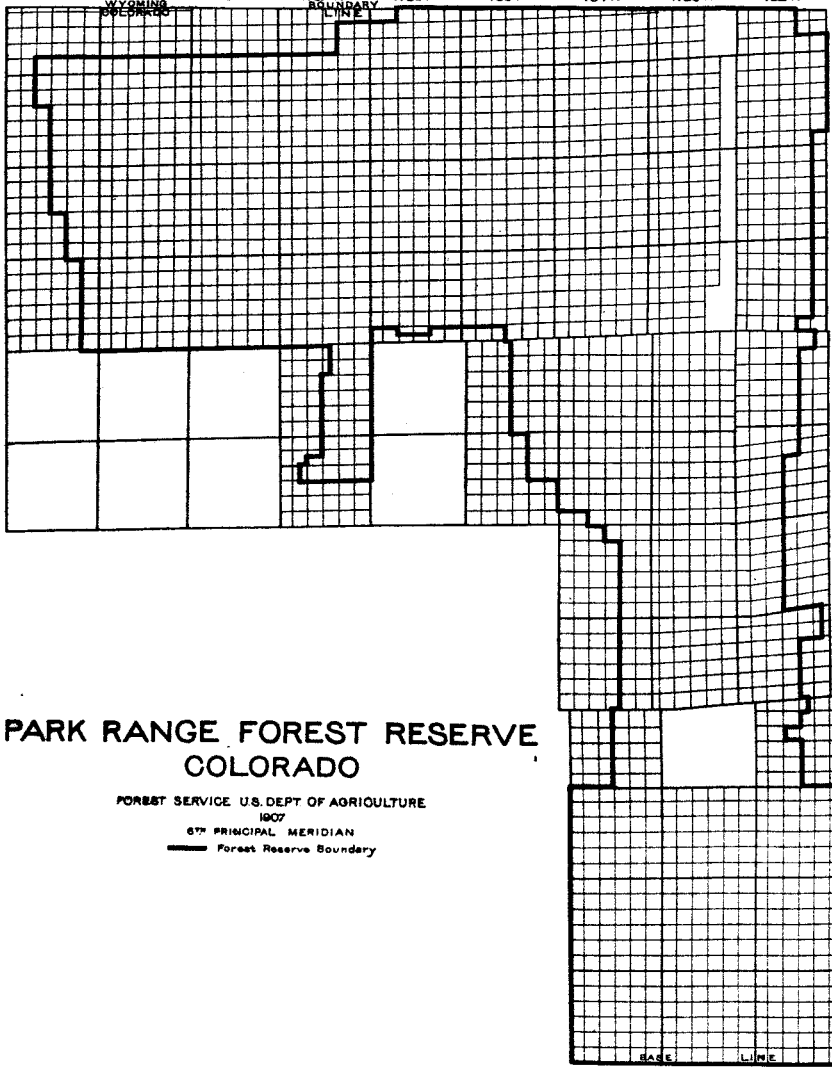 WYOMING
COLORADO
BOUNDARY
LINE
PARK RANGE FOREST RESERVE
COLORADO
FOREST SERVICE U.S. DEPT OF AGRICULTURE
1907
6TH PRINCIPAL MERIDIAN
Forest Reserve Boundary
BASE LINE